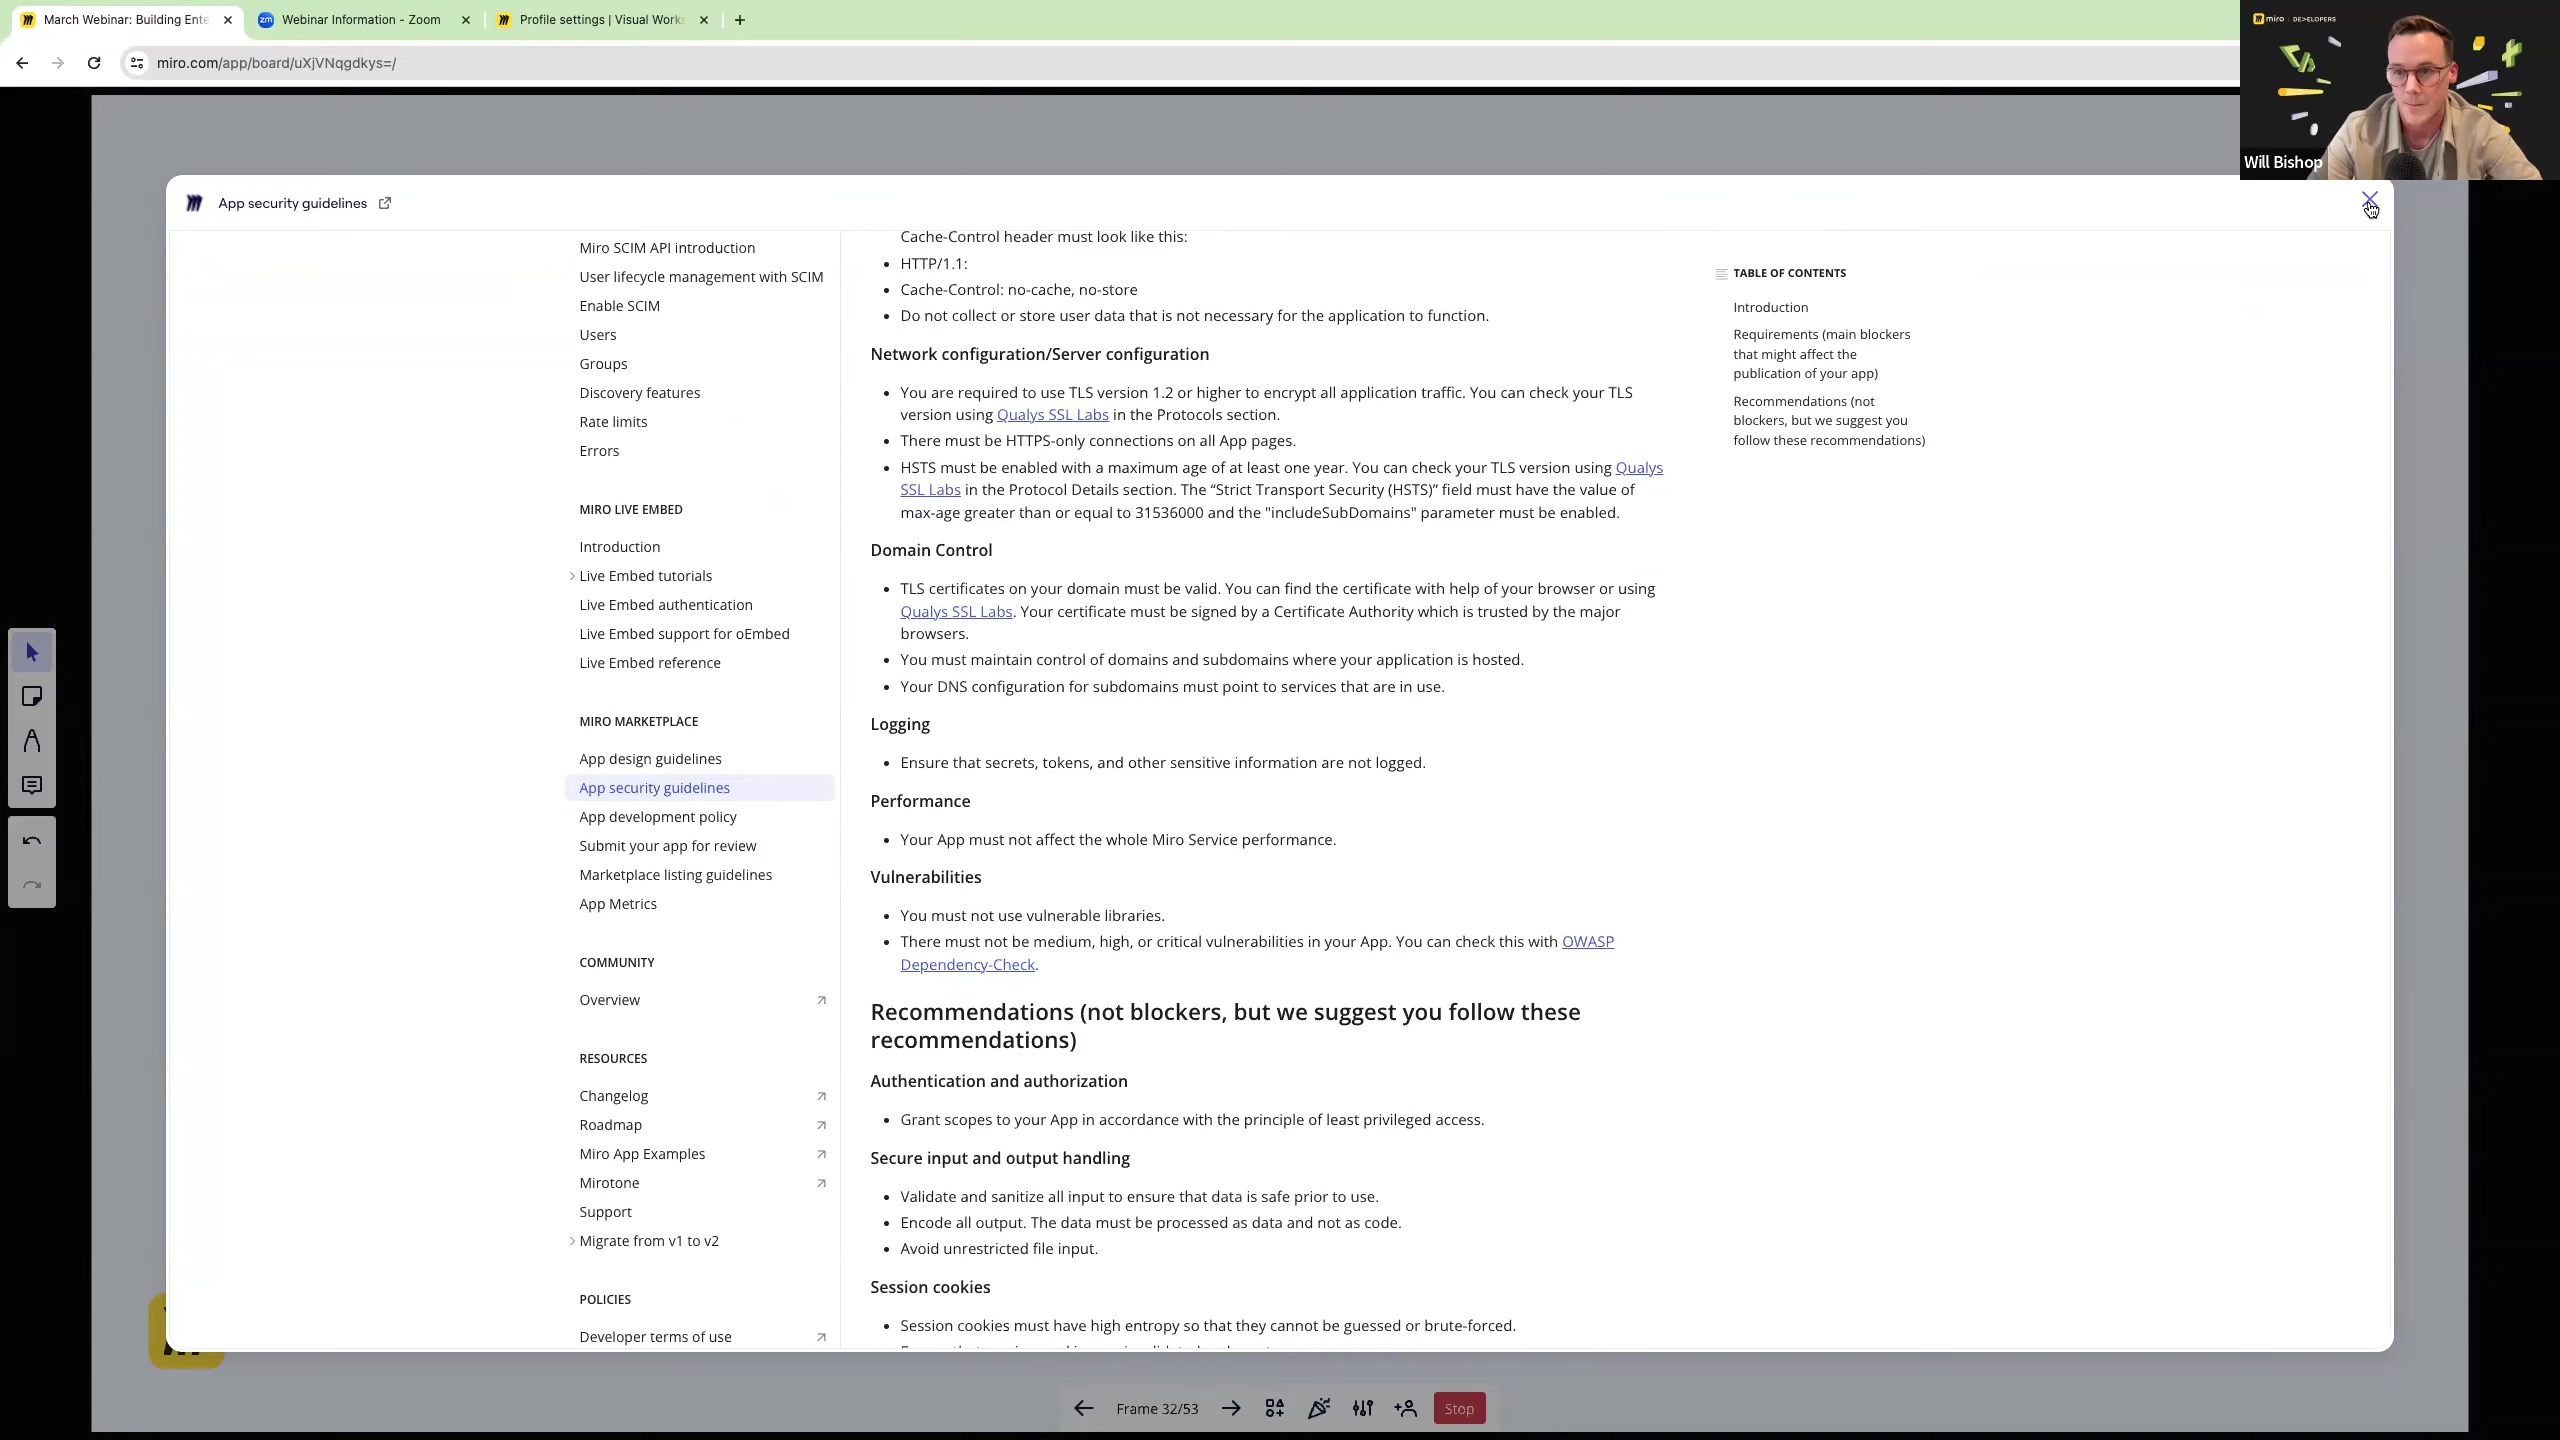 March Webinar: Building Ente
Webinar Information - Zoom
Profile settings | Visual Works
miro.com/app/board/uXjVNqgdkys=/
miro | DE>ELOPERS
Will Bishop
App security guidelines
Miro SCIM API introduction
User lifecycle management with SCIM
Enable SCIM
Users
Groups
Discovery features
Rate limits
Errors
MIRO LIVE EMBED
Introduction
Live Embed tutorials
Live Embed authentication
Live Embed support for oEmbed
Live Embed reference
MIRO MARKETPLACE
App design guidelines
App security guidelines
App development policy
Submit your app for review
Marketplace listing guidelines
App Metrics
COMMUNITY
Overview
RESOURCES
Changelog
Roadmap
Miro App Examples
Mirotone
Support
Migrate from v1 to v2
POLICIES
Developer terms of use
Cache-Control header must look like this:
• HTTP/1.1:
• Cache-Control: no-cache, no-store
• Do not collect or store user data that is not necessary for the application to function.
Network configuration/Server configuration
• You are required to use TLS version 1.2 or higher to encrypt all application traffic. You can check your TLS
version using Qualys SSL Labs in the Protocols section.
• There must be HTTPS-only connections on all App pages.
• HSTS must be enabled with a maximum age of at least one year. You can check your TLS version using Qualys
SSL Labs in the Protocol Details section. The “Strict Transport Security (HSTS)” field must have the value of
max-age greater than or equal to 31536000 and the "includeSubDomains" parameter must be enabled.
Domain Control
• TLS certificates on your domain must be valid. You can find the certificate with help of your browser or using
Qualys SSL Labs. Your certificate must be signed by a Certificate Authority which is trusted by the major
browsers.
• You must maintain control of domains and subdomains where your application is hosted.
• Your DNS configuration for subdomains must point to services that are in use.
Logging
• Ensure that secrets, tokens, and other sensitive information are not logged.
Performance
• Your App must not affect the whole Miro Service performance.
Vulnerabilities
• You must not use vulnerable libraries.
• There must not be medium, high, or critical vulnerabilities in your App. You can check this with OWASP
Dependency-Check.
Recommendations (not blockers, but we suggest you follow these
recommendations)
Authentication and authorization
• Grant scopes to your App in accordance with the principle of least privileged access.
Secure input and output handling
• Validate and sanitize all input to ensure that data is safe prior to use.
• Encode all output. The data must be processed as data and not as code.
• Avoid unrestricted file input.
Session cookies
• Session cookies must have high entropy so that they cannot be guessed or brute-forced.
TABLE OF CONTENTS
Introduction
Requirements (main blockers
that might affect the
publication of your app)
Recommendations (not
blockers, but we suggest you
follow these recommendations)
Frame 32/53
Stop